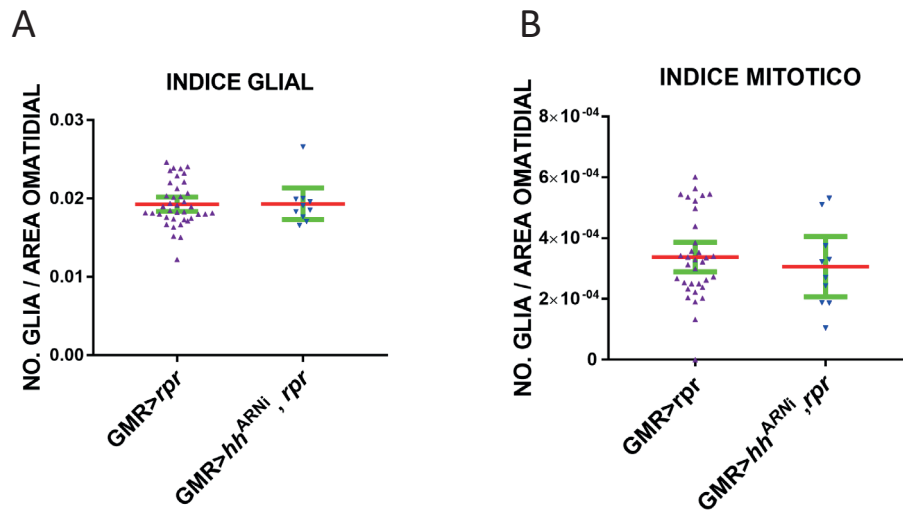 A
INDICE GLIAL
NO. GLIA / AREA OMATIDIAL
0.03
0.02
0.01
0.00
GMR>rpr
GMR>hhᴬᴿᴺⁱ, rpr
B
INDICE MITOTICO
NO. GLIA / AREA OMATIDIAL
8×10⁻⁰⁴
6×10⁻⁰⁴
4×10⁻⁰⁴
2×10⁻⁰⁴
0
GMR>rpr
GMR>hhᴬᴿᴺⁱ, rpr